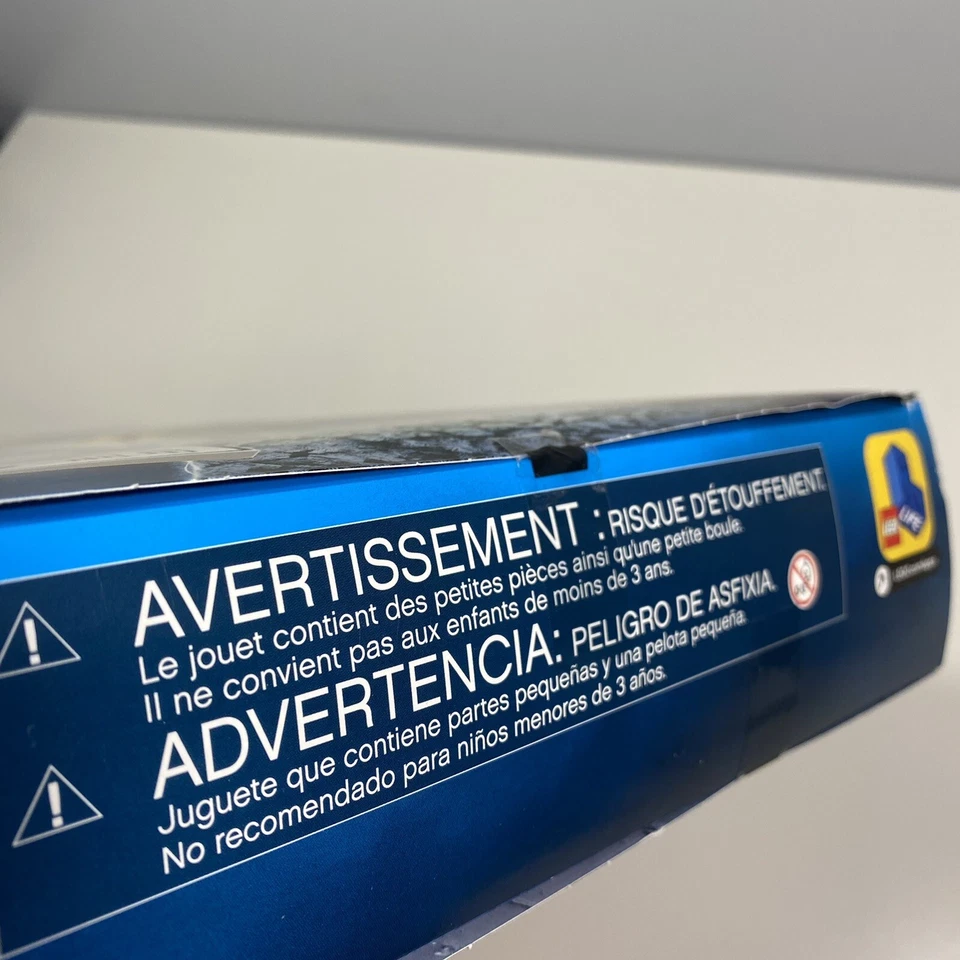 AVERTISSEMENT : RISQUE D'ÉTOUFFEMENT.
Le jouet contient des petites pièces ainsi qu'une petite boule.
Il ne convient pas aux enfants de moins de 3 ans.
ADVERTENCIA: PELIGRO DE ASFIXIA.
Juguete que contiene partes pequeñas y una pelota pequeña.
No recomendado para niños menores de 3 años.
LEGO
LIFE